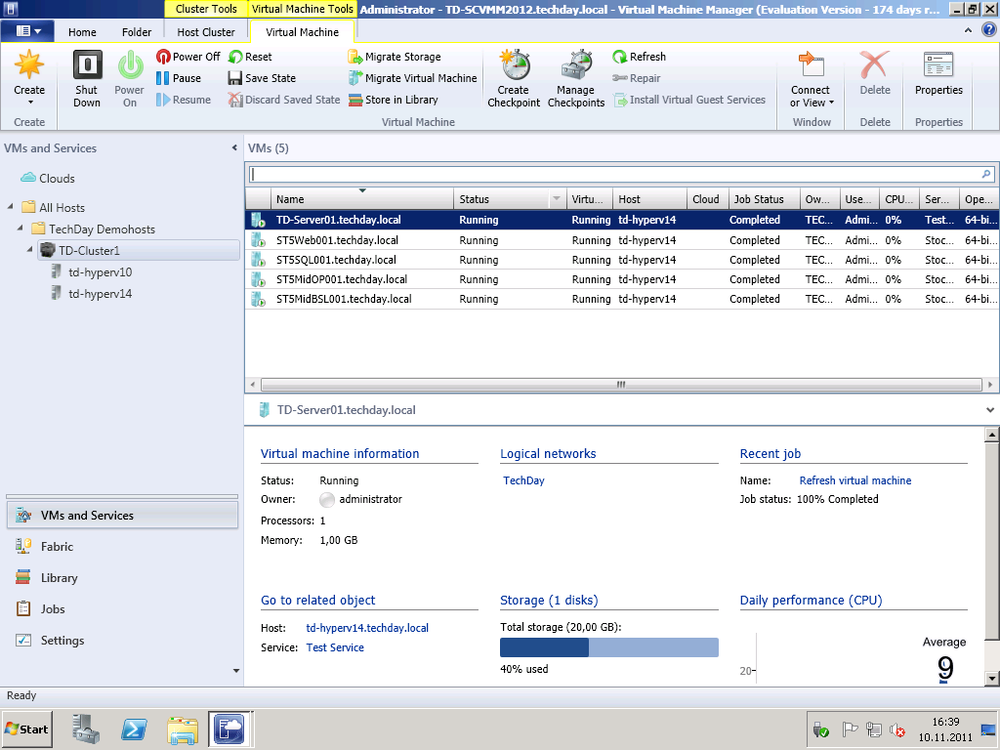 Cluster Tools Virtual Machine Tools Administrator - TD-SCVMM2012.techday.local - Virtual Machine Manager (Evaluation Version - 174 days r...
Home Folder Host Cluster Virtual Machine
Create
Shut Down
Power On
Power Off
Pause
Resume
Reset
Save State
Discard Saved State
Migrate Storage
Migrate Virtual Machine
Store in Library
Create Checkpoint
Manage Checkpoints
Refresh
Repair
Install Virtual Guest Services
Connect or View
Delete
Properties
Create Virtual Machine Window Delete Properties
VMs and Services
Clouds
All Hosts
TechDay Demohosts
TD-Cluster1
td-hyperv10
td-hyperv14
VMs and Services
Fabric
Library
Jobs
Settings
VMs (5)
Name Status Virtu... Host Cloud Job Status Ow... Use... CPU... Ser... Ope...
TD-Server01.techday.local Running Running td-hyperv14 Completed TEC... Admi... 0% Test... 64-bi...
ST5Web001.techday.local Running Running td-hyperv14 Completed TEC... Admi... 0% Stoc... 64-bi...
ST5SQL001.techday.local Running Running td-hyperv14 Completed TEC... Admi... 0% Stoc... 64-bi...
ST5MidOP001.techday.local Running Running td-hyperv14 Completed TEC... Admi... 0% Stoc... 64-bi...
ST5MidBSL001.techday.local Running Running td-hyperv14 Completed TEC... Admi... 0% Stoc... 64-bi...
TD-Server01.techday.local
Virtual machine information
Status: Running
Owner: administrator
Processors: 1
Memory: 1,00 GB
Logical networks
TechDay
Recent job
Name: Refresh virtual machine
Job status: 100% Completed
Go to related object
Host: td-hyperv14.techday.local
Service: Test Service
Storage (1 disks)
Total storage (20,00 GB):
40% used
Daily performance (CPU)
20
Average
9
Ready
Start
16:39
10.11.2011